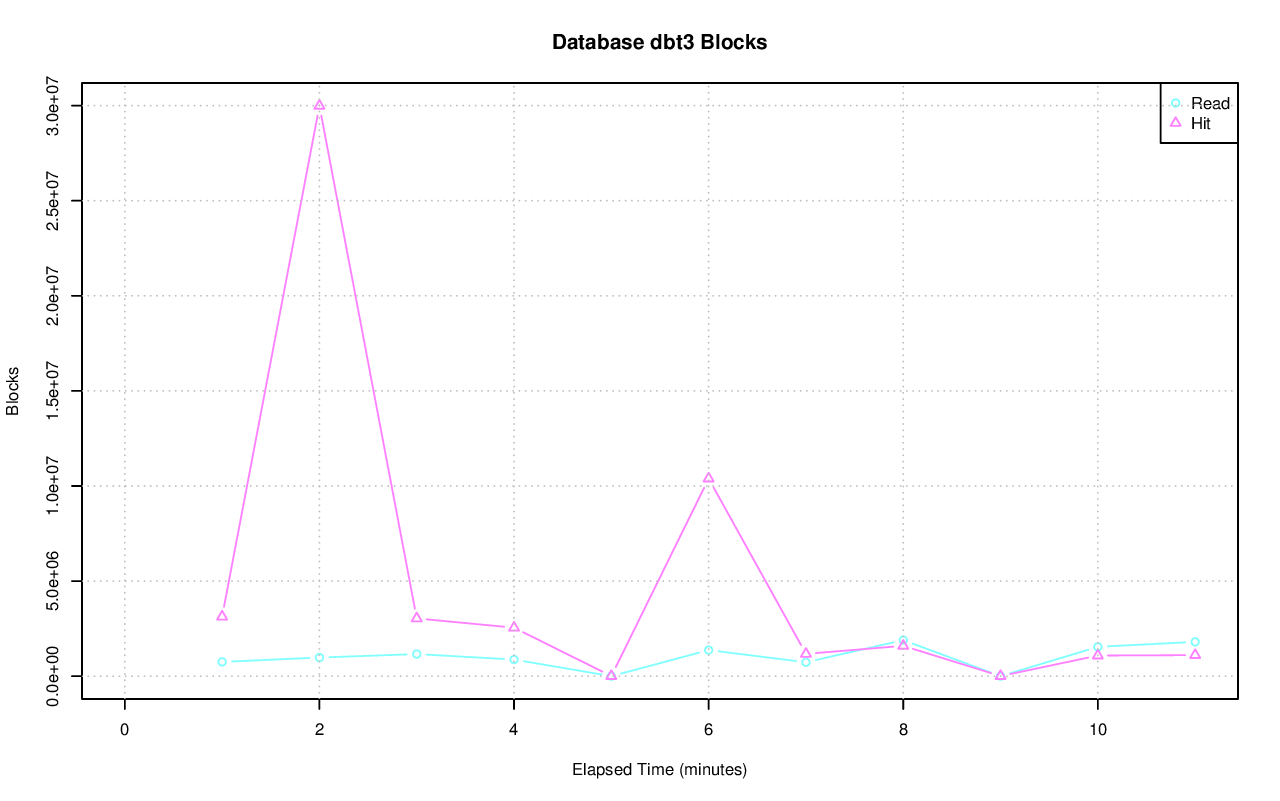 Database dbt3 Blocks
Read
Hit
3.0e+07
2.5e+07
2.0e+07
1.5e+07
1.0e+07
5.0e+06
0.0e+00
Blocks
0 2 4 6 8 10
Elapsed Time (minutes)